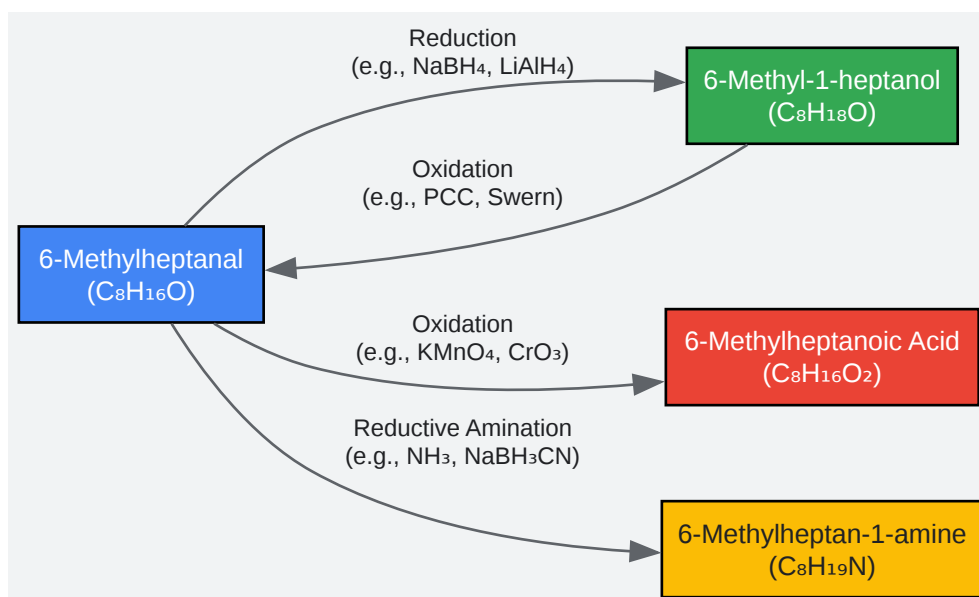 Reduction
(e.g., NaBH₄, LiAlH₄)
6-Methyl-1-heptanol
(C₈H₁₈O)
Oxidation
(e.g., PCC, Swern)
6-Methylheptanal
(C₈H₁₆O)
Oxidation
(e.g., KMnO₄, CrO₃)
6-Methylheptanoic Acid
(C₈H₁₆O₂)
Reductive Amination
(e.g., NH₃, NaBH₃CN)
6-Methylheptan-1-amine
(C₈H₁₉N)